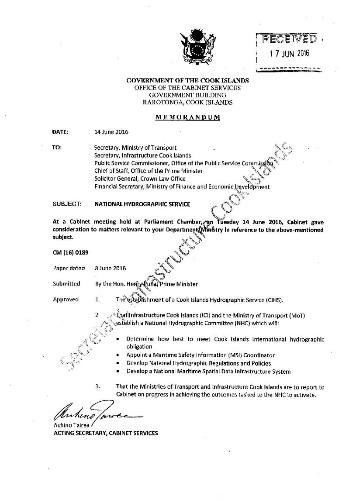 RECEIVED
17 JUN 2016
GOVERNMENT OF THE COOK ISLANDS
OFFICE OF THE CABINET SERVICES
GOVERNMENT BUILDING
RAROTONGA, COOK ISLANDS
MEMORANDUM
DATE: 14 June 2016
TO: Secretary, Ministry of Transport
Secretary, Infrastructure Cook Islands
Public Service Commissioner, Office of the Public Service Commission
Chief of Staff, Office of the Prime Minister
Solicitor General, Crown Law Office
Financial Secretary, Ministry of Finance and Economic Development
SUBJECT: NATIONAL HYDROGRAPHIC SERVICE
At a Cabinet meeting held at Parliament Chamber, on Tuesday 14 June 2016, Cabinet gave
consideration to matters relevant to your Department/Ministry in reference to the above-mentioned
subject.
CM (16) 0189
Paper dated 8 June 2016
Submitted By the Hon. Henry Puna, Prime Minister
Approved 1. The establishment of a Cook Islands Hydrographic Service (CIHS).
2 That Infrastructure Cook Islands (ICI) and the Ministry of Transport (MoT)
establish a National Hydrographic Committee (NHC) which will:
• Determine how best to meet Cook Islands international hydrographic
obligation
• Appoint a Maritime Safety Information (MSI) Coordinator
• Develop National Hydrographic Regulations and Policies
• Develop a National Maritime Spatial Data Infrastructure System
3. That the Ministries of Transport and Infrastructure Cook Islands are to report to
Cabinet on progress in achieving the outcomes tasked to the NHC to activate.
Auhino Tairea
ACTING SECRETARY, CABINET SERVICES
Secretary Infrastructure Cook Islands